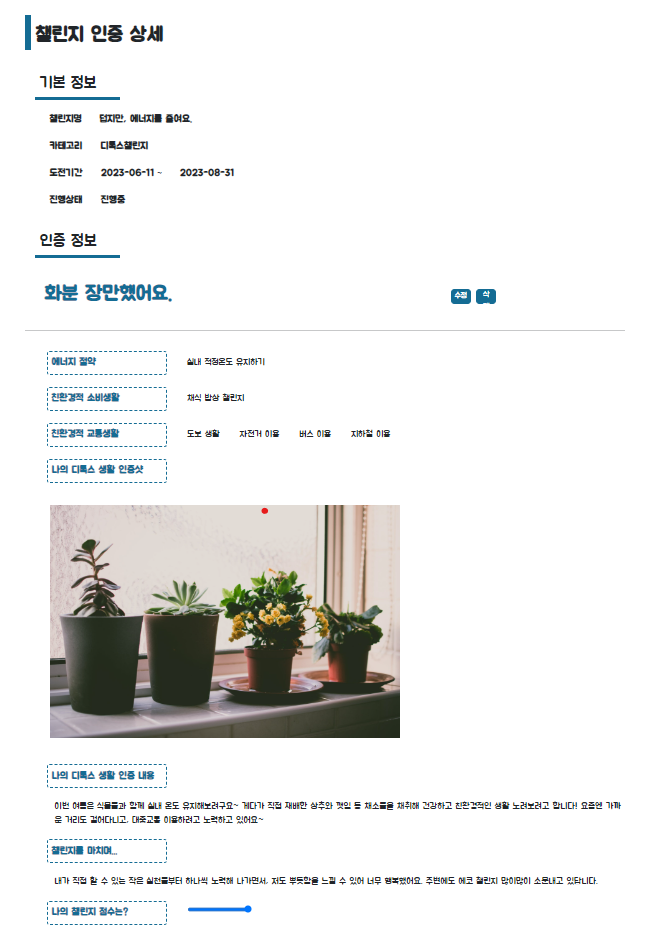 챌린지 인증 상세
기본 정보
챌린지명 덥지만, 에너지를 줄여요.
카테고리 디톡스챌린지
도전기간 2023-06-11 ~ 2023-08-31
진행상태 진행중
인증 정보
화분 장만했어요.
수정 삭
에너지 절약 실내 적정온도 유지하기
친환경적 소비생활 채식 밥상 챌린지
친환경적 교통생활 도보 생활 자전거 이용 버스 이용 지하철 이용
나의 디톡스 생활 인증샷
나의 디톡스 생활 인증 내용
이번 여름은 식물들과 함께 실내 온도 유지해보려구요~ 게다가 직접 재배한 상추와 깻잎 등 채소들을 채취해 건강하고 친환경적인 생활 노려보려고 합니다! 요즘엔 가까
운 거리도 걸어다니고, 대중교통 이용하려고 노력하고 있어요~
챌린지를 마치며...
내가 직접 할 수 있는 작은 실천들부터 하나씩 노력해 나가면서, 저도 뿌듯함을 느낄 수 있어 너무 행복했어요. 주변에도 에코 챌린지 많이많이 소문내고 있답니다.
나의 챌린지 점수는?